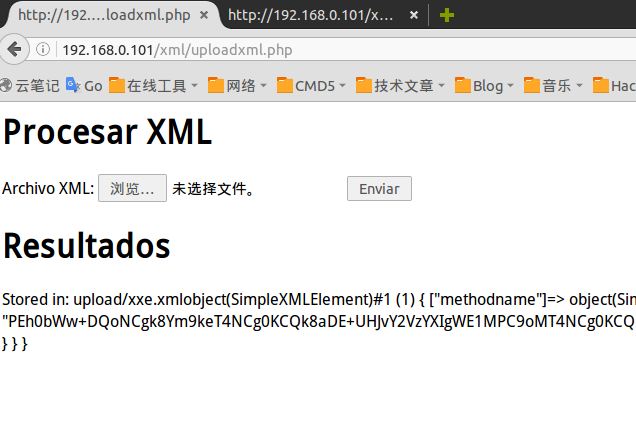 http://192....loadxml.php × http://192.168.0.101/x... ×
192.168.0.101/xml/uploadxml.php
云笔记 Go 在线工具 网络 CMD5 技术文章 Blog 音乐 Hac
Procesar XML
Archivo XML: 浏览... 未选择文件。 Enviar
Resultados
Stored in: upload/xxe.xmlobject(SimpleXMLElement)#1 (1) { ["methodname"]=> object(Sim
"PEh0bWw+DQoNCgk8Ym9keT4NCg0KCQk8aDE+UHJvY2VzYXIgWE1MPC9oMT4NCg0KCQ
} } }